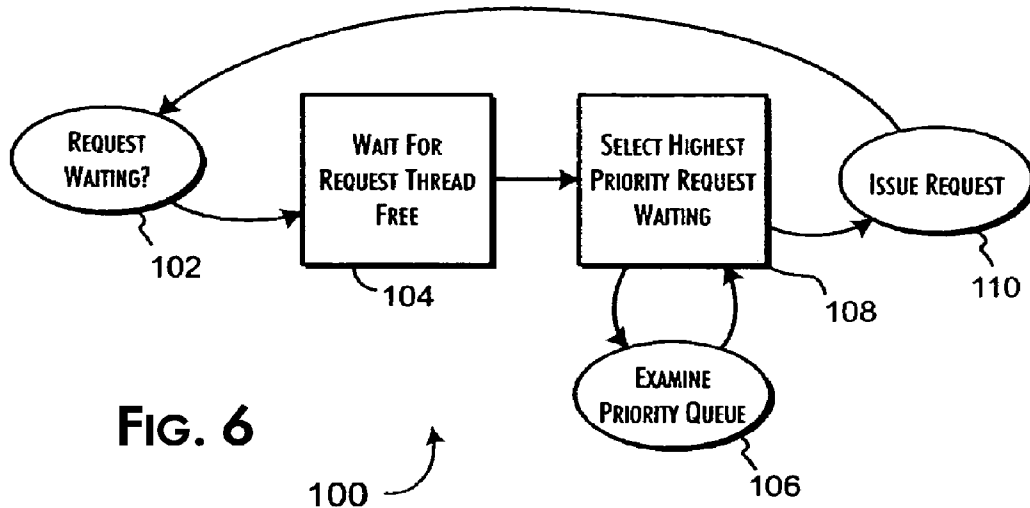 REQUEST
WAITING?
102
WAIT FOR
REQUEST THREAD
FREE
104
SELECT HIGHEST
PRIORITY REQUEST
WAITING
108
ISSUE REQUEST
110
EXAMINE
PRIORITY QUEUE
106
FIG. 6
100